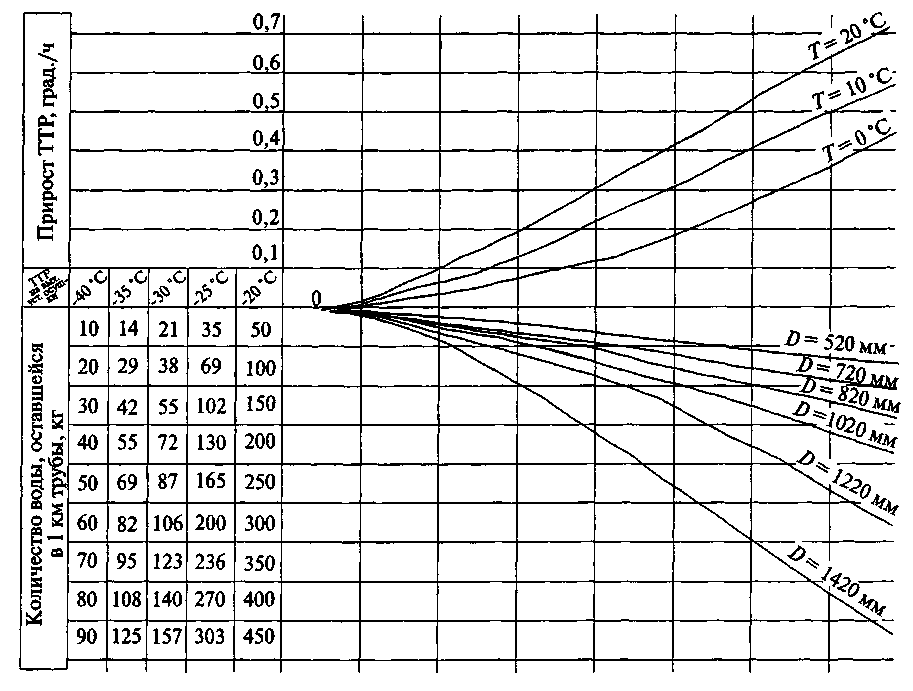 Прирост ТТР, град./ч
0,7
0,6
0,5
0,4
0,3
0,2
0,1
T = 20 °C
T = 10 °C
T = 0 °C
ТТР
-40 °C -35 °C -30 °C -25 °C -20 °C
0
Количество воды, оставшейся
в 1 км трубы, кг
10 14 21 35 50
20 29 38 69 100
30 42 55 102 150
40 55 72 130 200
50 69 87 165 250
60 82 106 200 300
70 95 123 236 350
80 108 140 270 400
90 125 157 303 450
D = 520 мм
D = 720 мм
D = 820 мм
D = 1020 мм
D = 1220 мм
D = 1420 мм